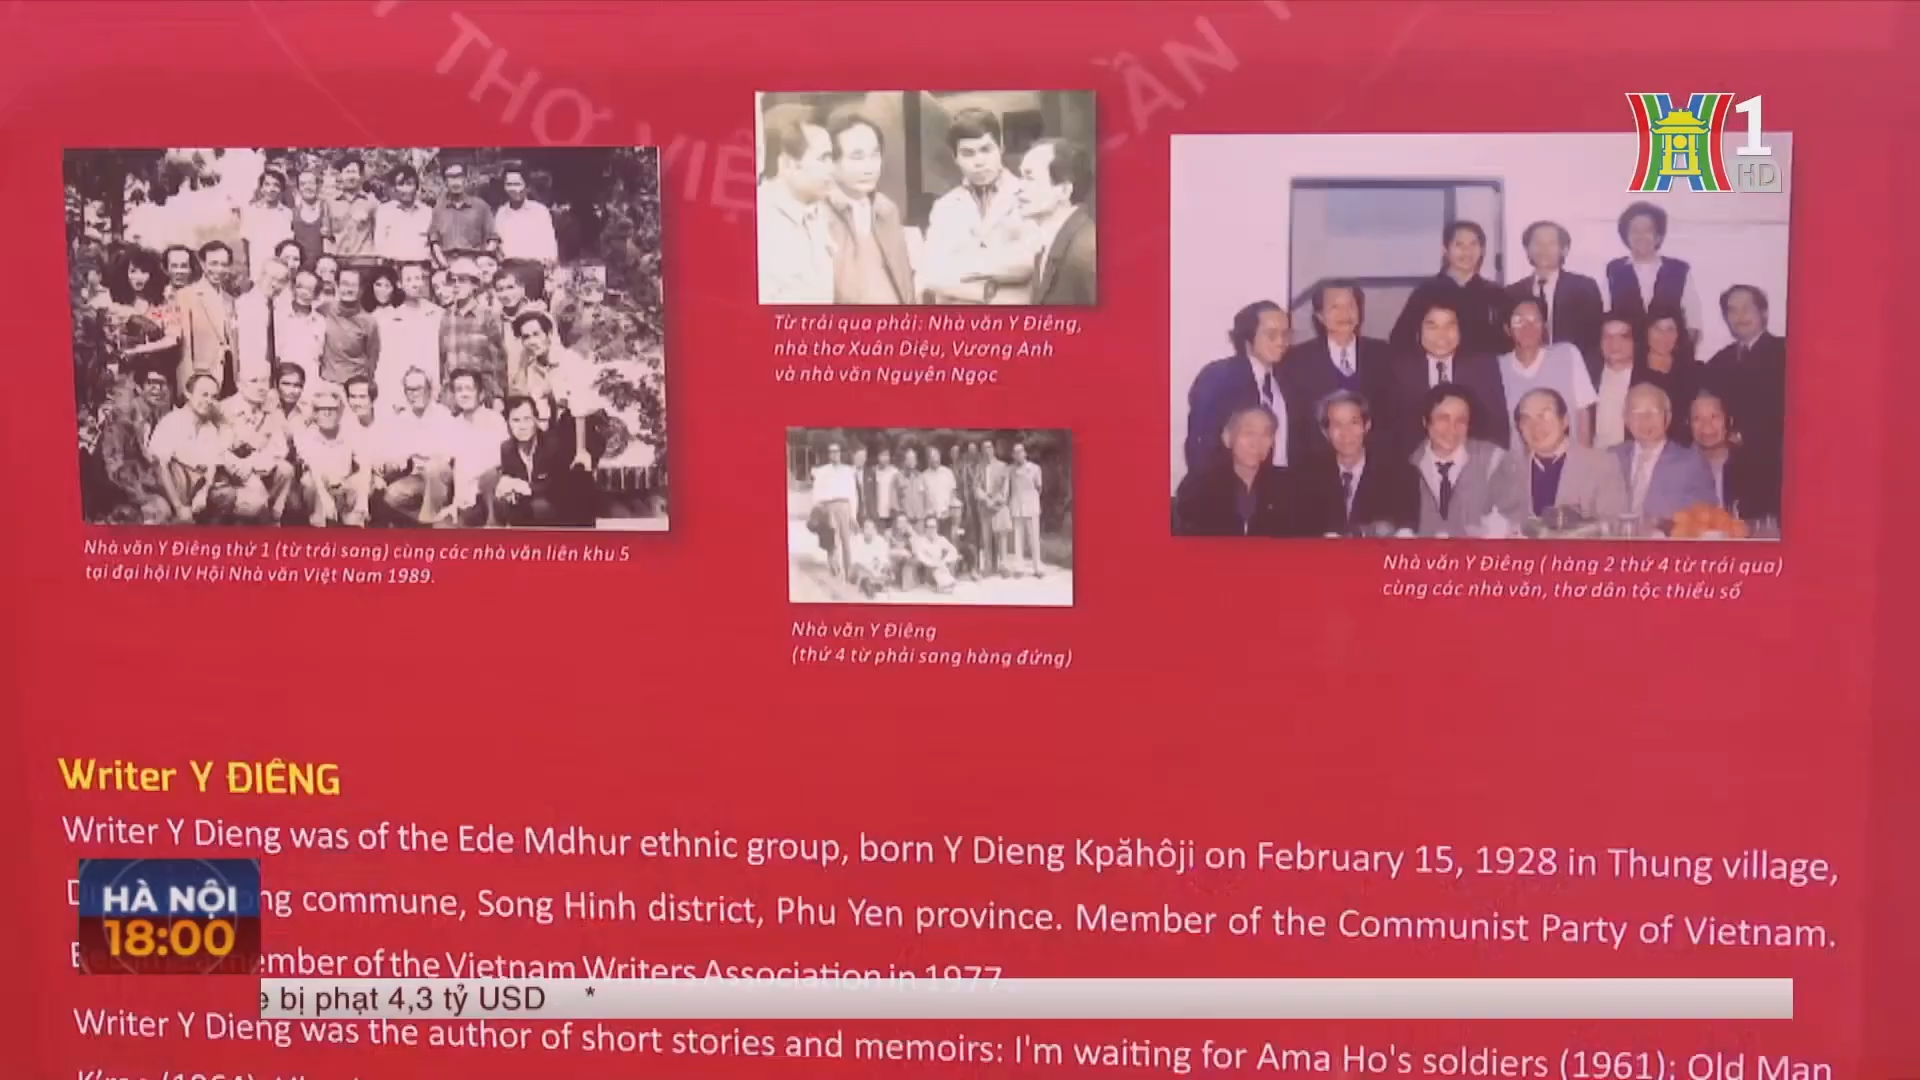 THƠ VIỆ
CẦN
1
HD
Từ trái qua phải: Nhà văn Y Điêng,
nhà thơ Xuân Diệu, Vương Anh
và nhà văn Nguyên Ngọc
Nhà văn Y Điêng thứ 1 (từ trái sang) cùng các nhà văn liên khu 5
tại đại hội IV Hội Nhà văn Việt Nam 1989.
Nhà văn Y Điêng ( hàng 2 thứ 4 từ trái qua)
cùng các nhà văn, thơ dân tộc thiểu số
Nhà văn Y Điêng
(thứ 4 từ phải sang hàng đứng)
Writer Y ĐIÊNG
Writer Y Dieng was of the Ede Mdhur ethnic group, born Y Dieng Kpăhôji on February 15, 1928 in Thung village,
ng commune, Song Hinh district, Phu Yen province. Member of the Communist Party of Vietnam.
mber of the Vietnam Writers Association in 1977.
HÀ NỘI
18:00
bị phạt 4,3 tỷ USD *
Writer Y Dieng was the author of short stories and memoirs: I'm waiting for Ama Ho's soldiers (1961); Old Man